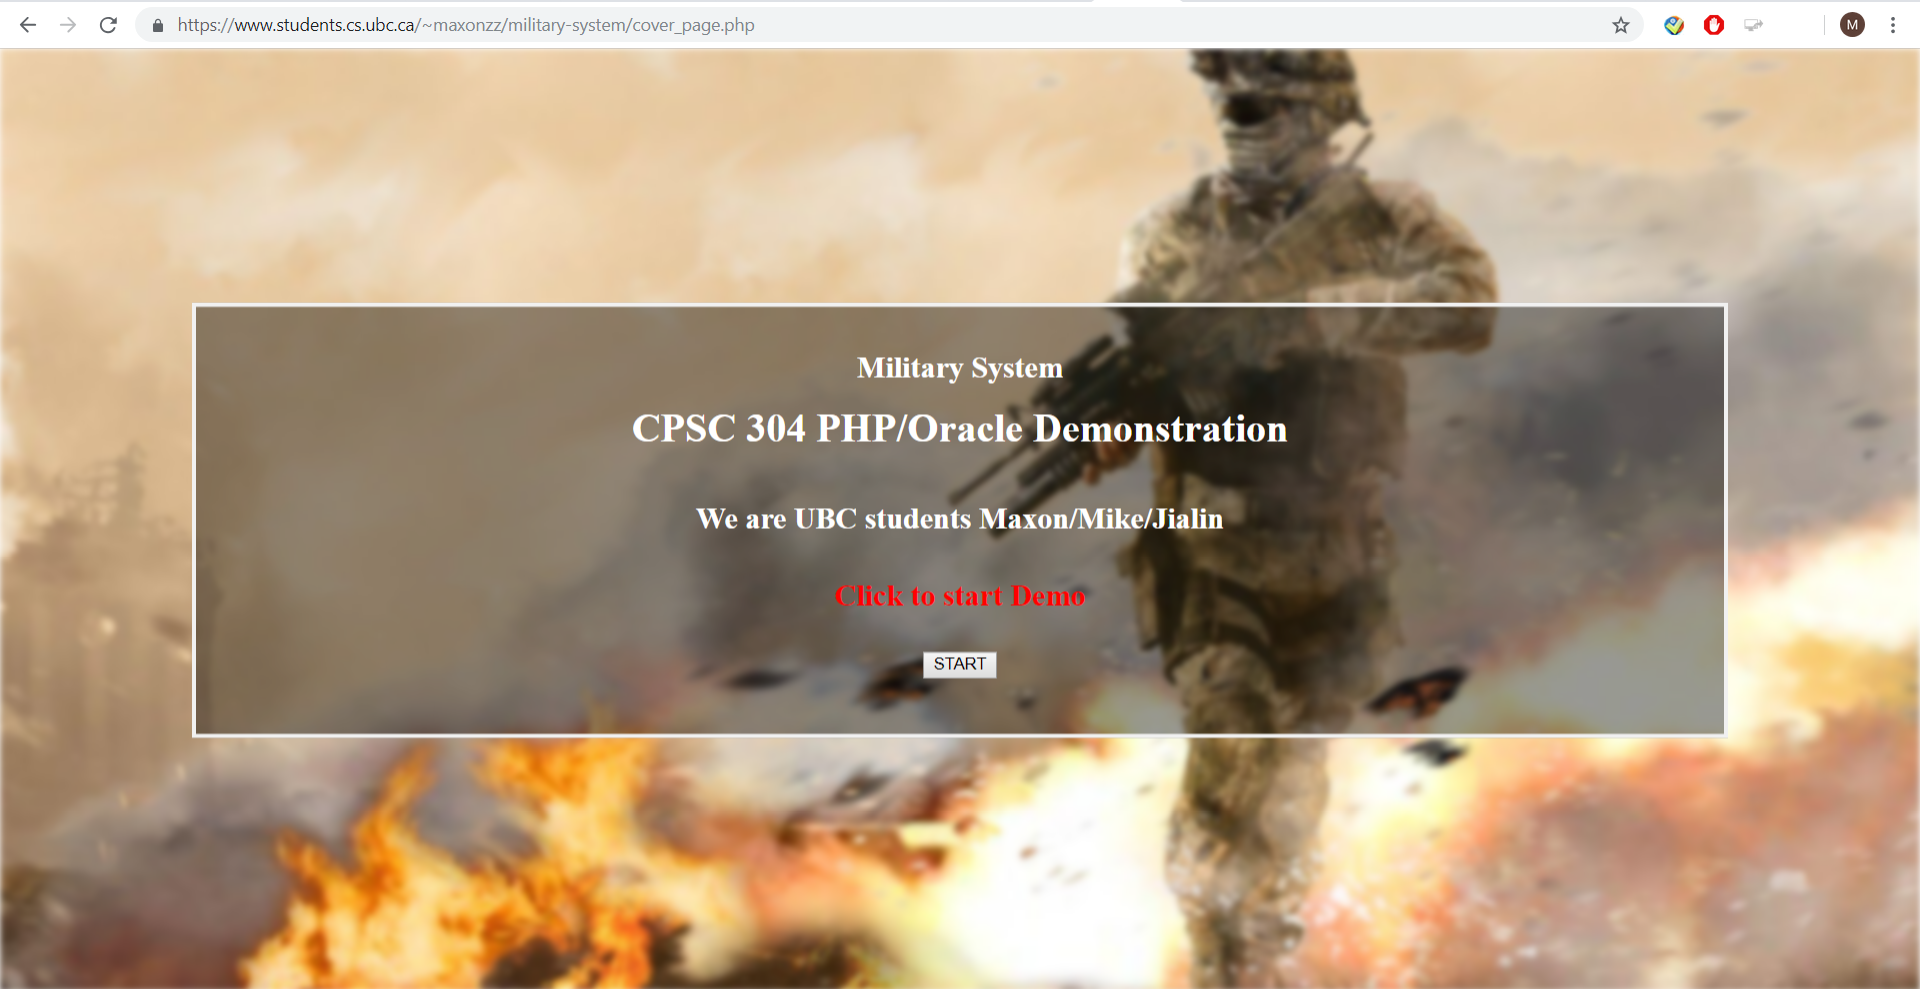 https://www.students.cs.ubc.ca/~maxonzz/military-system/cover_page.php
M
Military System
CPSC 304 PHP/Oracle Demonstration
We are UBC students Maxon/Mike/Jialin
Click to start Demo
START